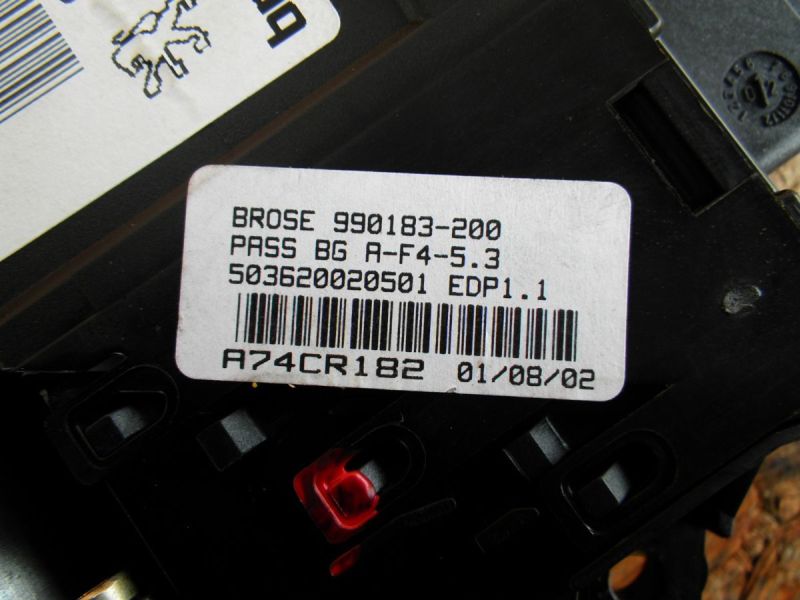 BROSE 990183-200
PASS BG A-F4-5.3
503620020501 EDP1.1
A74CR182 01/08/02